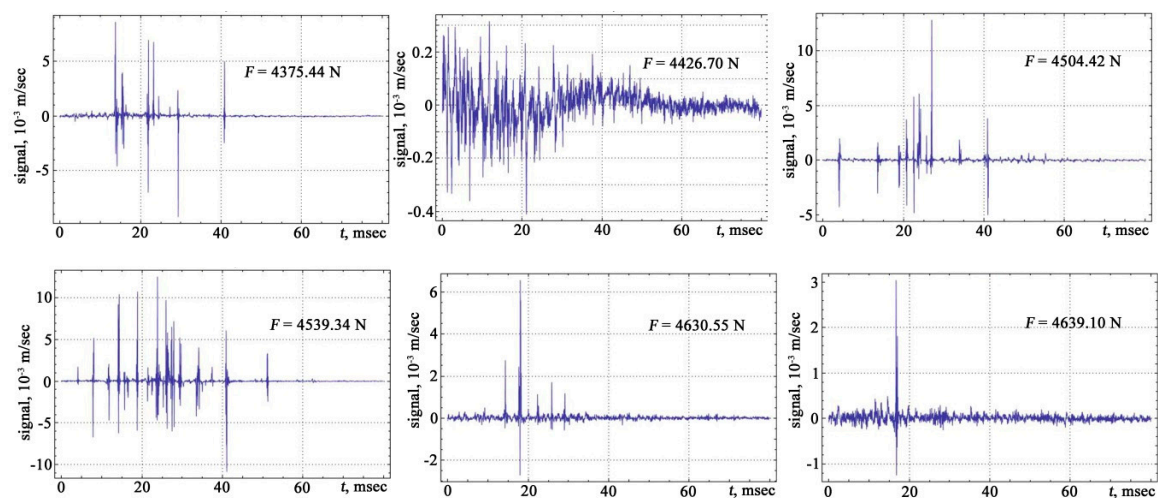 signal, 10⁻³ m/sec
5
0
-5
F = 4375.44 N
0 20 40 60 t, msec
signal, 10⁻³ m/sec
0.2
0
-0.2
-0.4
F = 4426.70 N
0 20 40 60 t, msec
signal, 10⁻³ m/sec
10
5
0
-5
F = 4504.42 N
0 20 40 60 t, msec
signal, 10⁻³ m/sec
10
5
0
-5
-10
F = 4539.34 N
0 20 40 60 t, msec
signal, 10⁻³ m/sec
6
4
2
0
-2
F = 4630.55 N
0 20 40 60 t, msec
signal, 10⁻³ m/sec
3
2
1
0
-1
F = 4639.10 N
0 20 40 60 t, msec